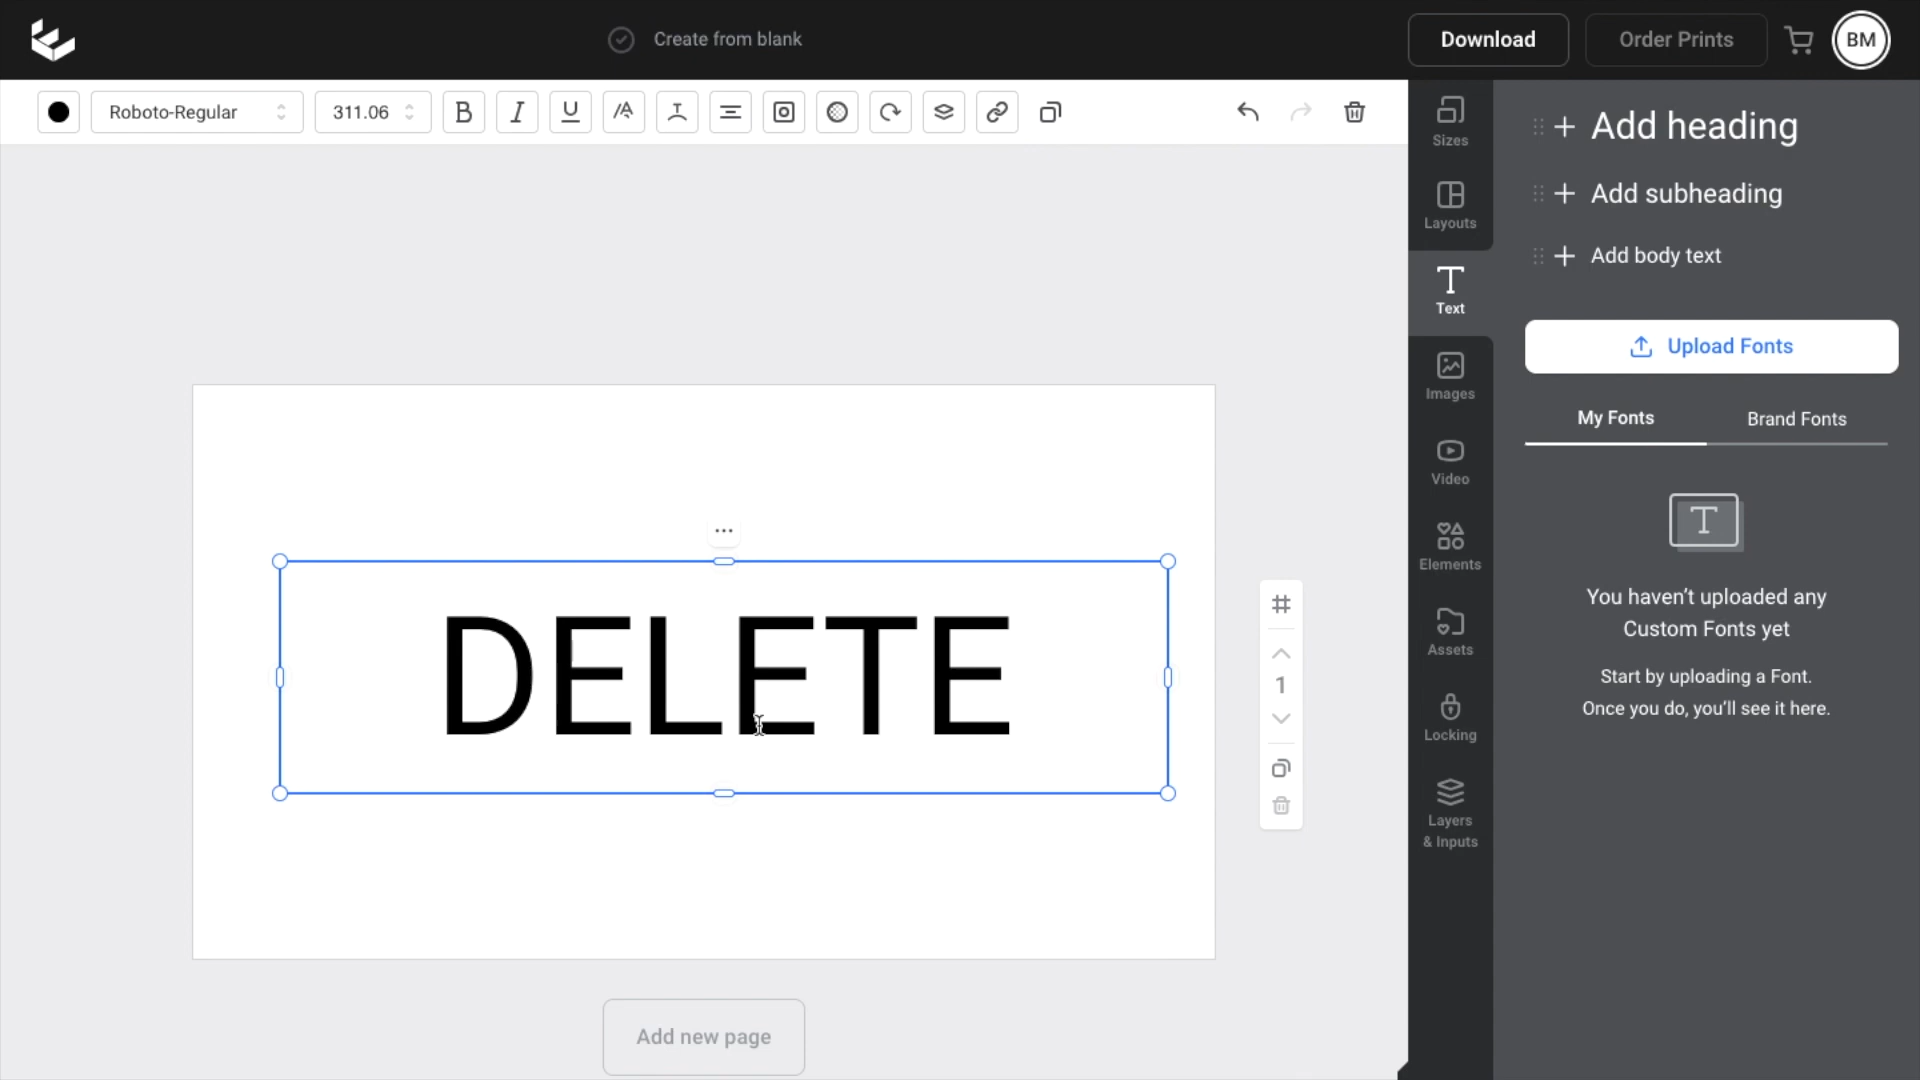 Create from blank
Download
Order Prints
BM
Roboto-Regular
311.06
B
I
U
Sizes
Layouts
Text
Images
Video
Elements
Assets
Locking
Layers
& Inputs
Add heading
Add subheading
Add body text
Upload Fonts
My Fonts
Brand Fonts
T
You haven’t uploaded any
Custom Fonts yet
Start by uploading a Font.
Once you do, you’ll see it here.
DELETE
1
Add new page